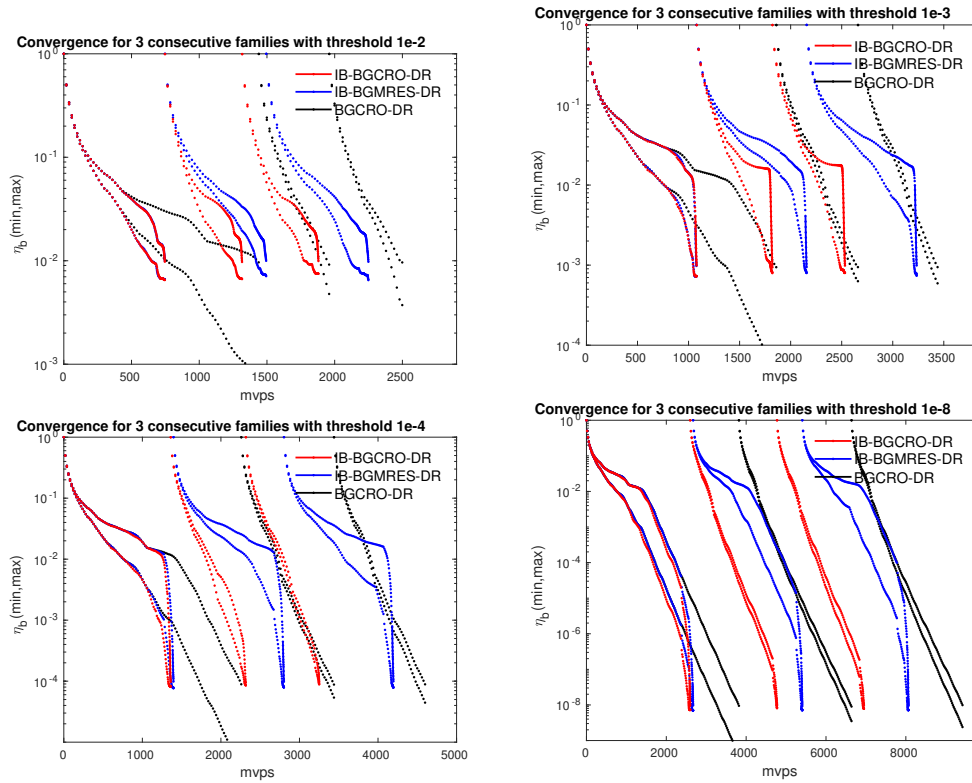 Convergence for 3 consecutive families with threshold 1e-2
10^0
10^-1
10^-2
10^-3
η_b (min,max)
0 500 1000 1500 2000 2500
mvps
IB-BGCRO-DR
IB-BGMRES-DR
BGCRO-DR
Convergence for 3 consecutive families with threshold 1e-3
10^0
10^-1
10^-2
10^-3
10^-4
η_b (min,max)
0 500 1000 1500 2000 2500 3000 3500
mvps
IB-BGCRO-DR
IB-BGMRES-DR
BGCRO-DR
Convergence for 3 consecutive families with threshold 1e-4
10^0
10^-1
10^-2
10^-3
10^-4
η_b (min,max)
0 1000 2000 3000 4000 5000
mvps
IB-BGCRO-DR
IB-BGMRES-DR
BGCRO-DR
Convergence for 3 consecutive families with threshold 1e-8
10^0
10^-2
10^-4
10^-6
10^-8
η_b (min,max)
0 2000 4000 6000 8000
mvps
IB-BGCRO-DR
IB-BGMRES-DR
BGCRO-DR